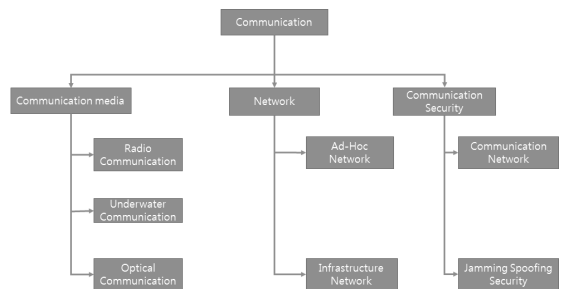 Communication
Communication media
Network
Communication
Security
Radio
Communication
Ad-Hoc
Network
Communication
Network
Underwater
Communication
Optical
Communication
Infrastructure
Network
Jamming Spoofing
Security